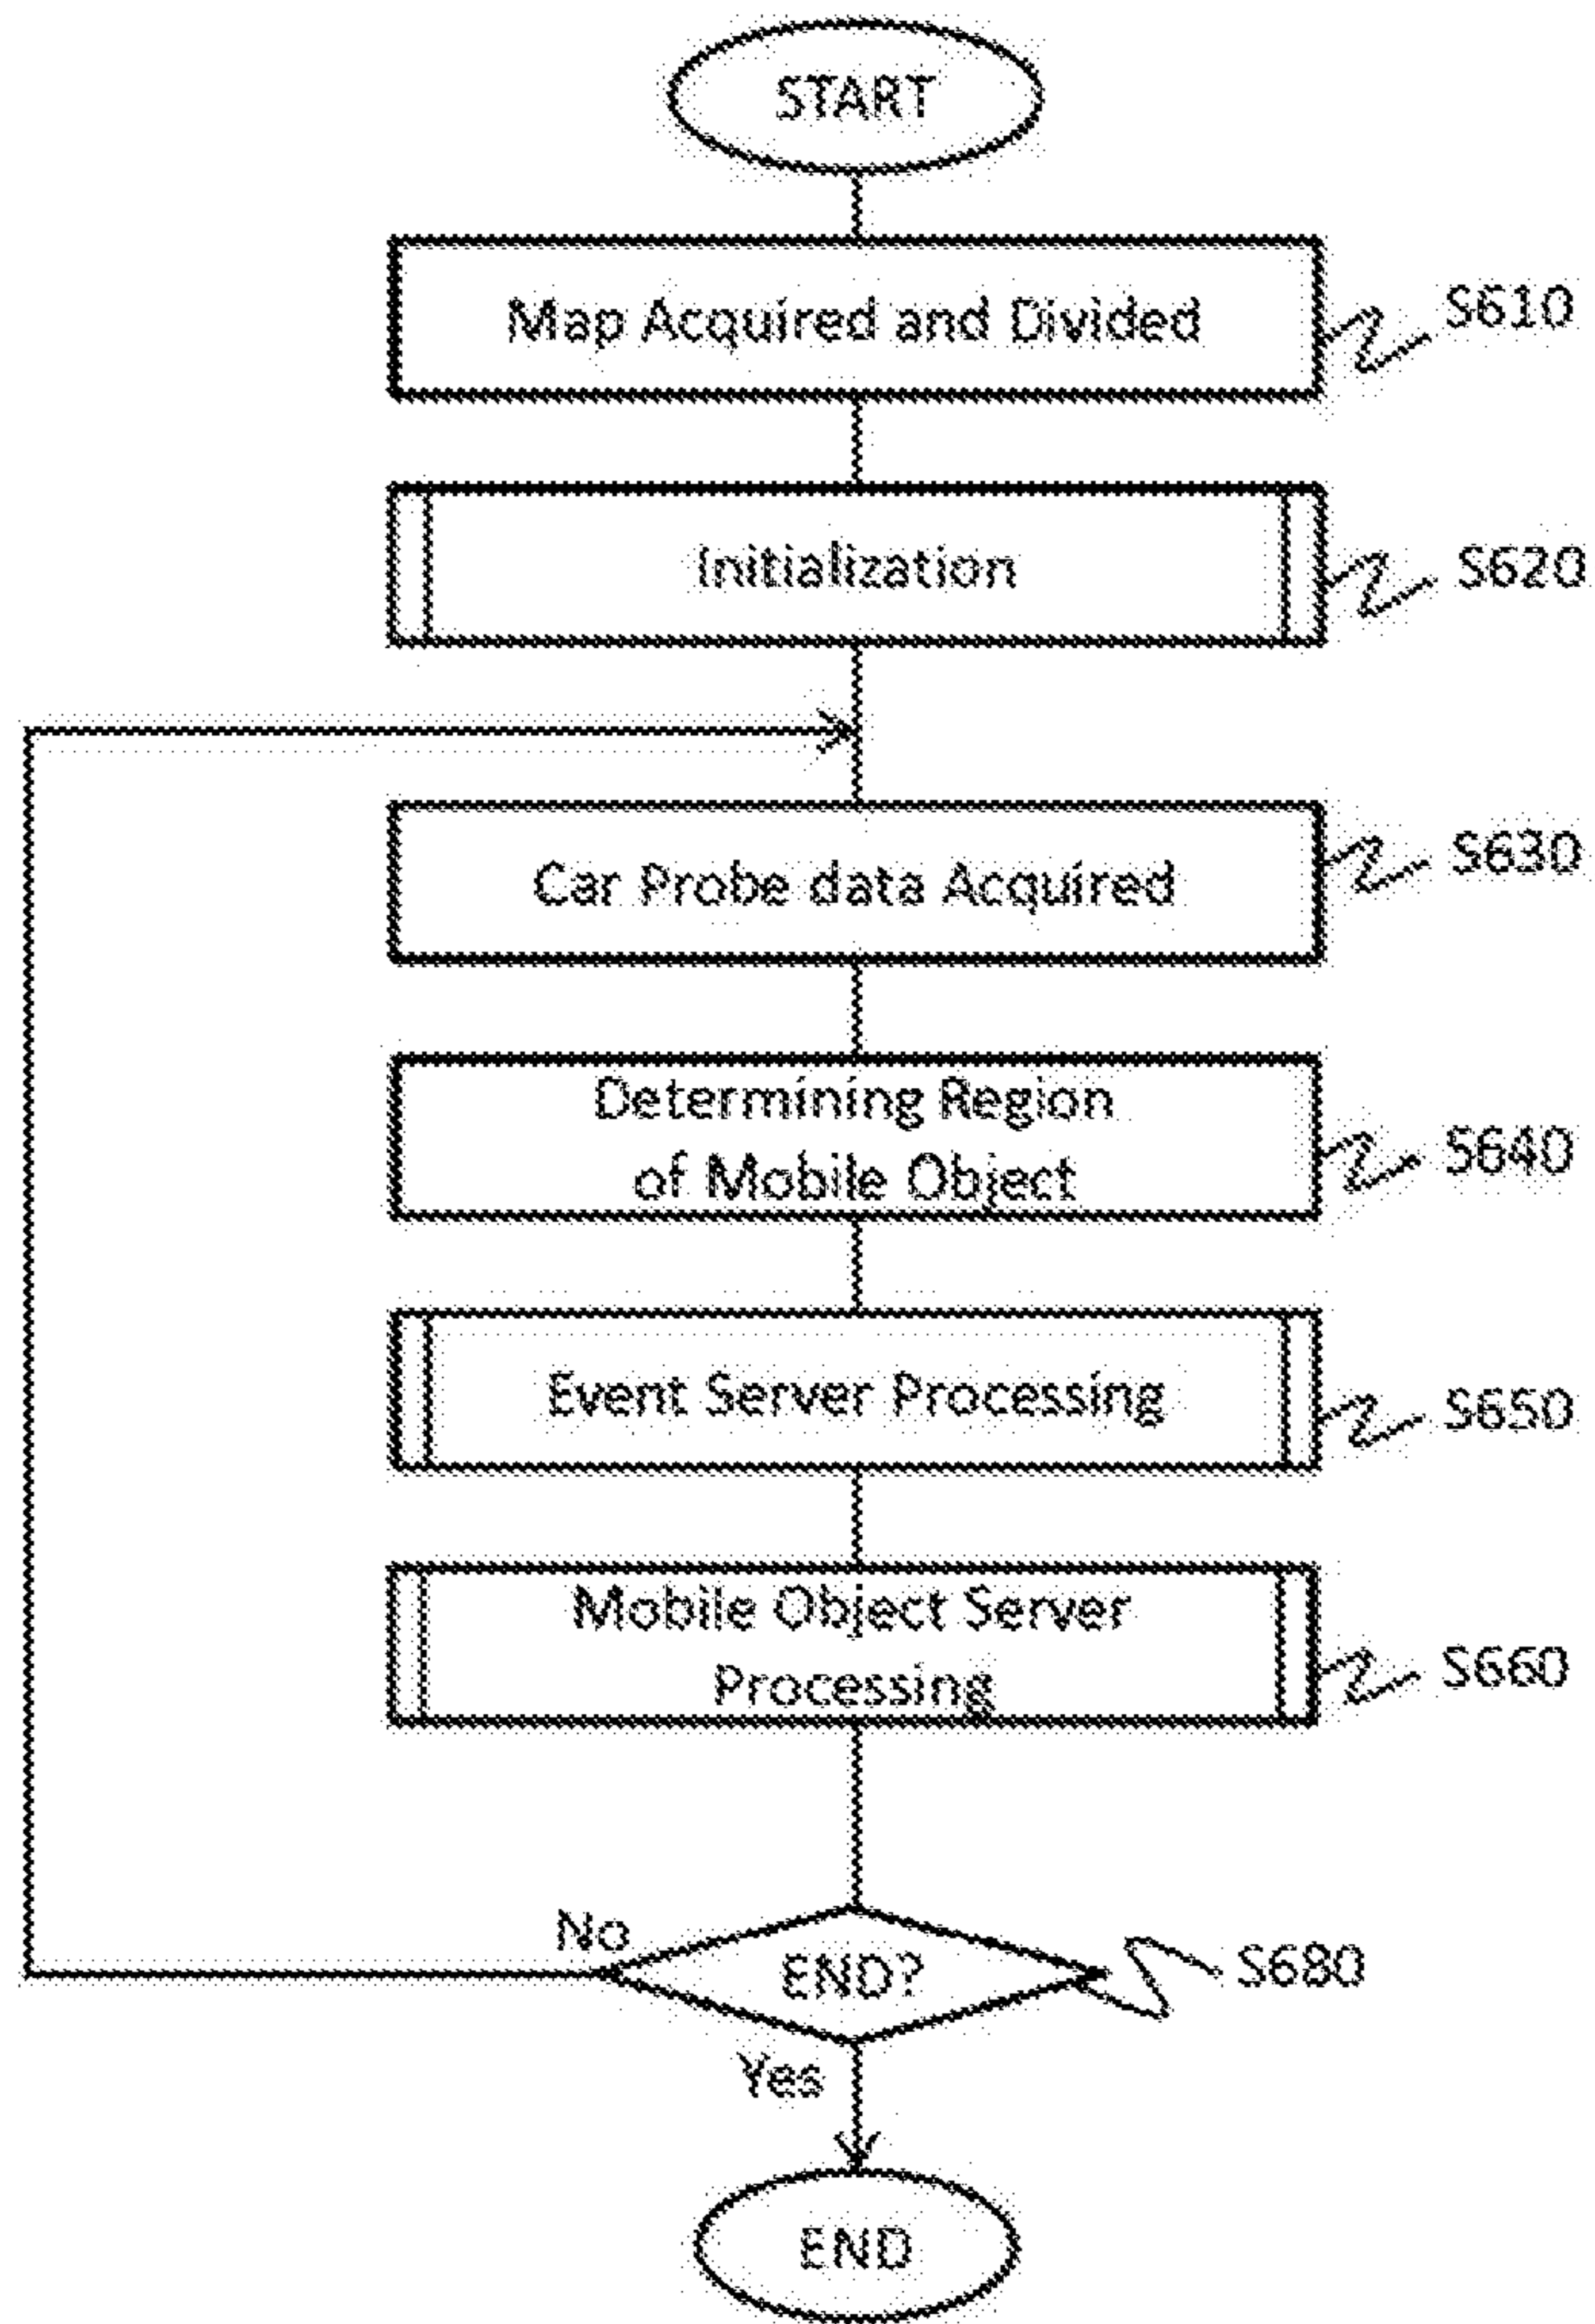 START
Map Acquired and Divided
S610
Initialization
S620
Car Probe data Acquired
S630
Determining Region
of Mobile Object
S640
Event Server Processing
S650
Mobile Object Server
Processing
S660
No
END?
S680
Yes
END